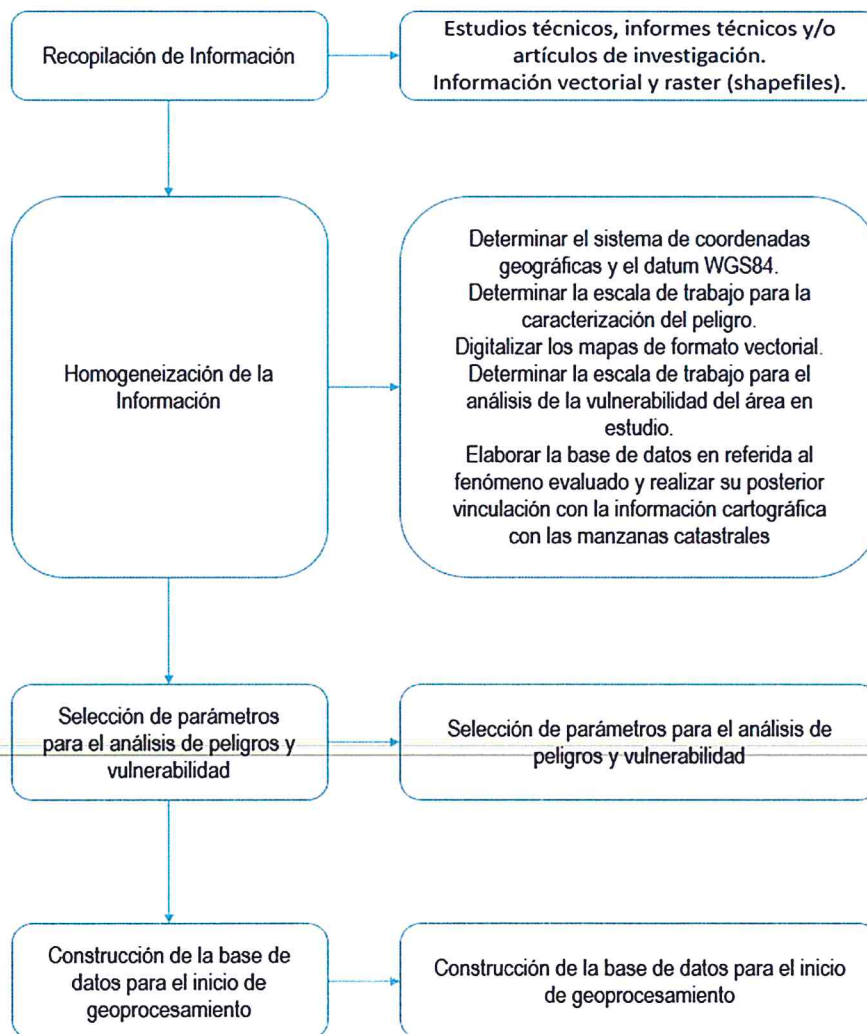 Recopilación de Información
Estudios técnicos, informes técnicos y/o
artículos de investigación.
Información vectorial y raster (shapefiles).
Homogeneización de la
Información
Determinar el sistema de coordenadas
geográficas y el datum WGS84.
Determinar la escala de trabajo para la
caracterización del peligro.
Digitalizar los mapas de formato vectorial.
Determinar la escala de trabajo para el
análisis de la vulnerabilidad del área en
estudio.
Elaborar la base de datos en referida al
fenómeno evaluado y realizar su posterior
vinculación con la información cartográfica
con las manzanas catastrales
Selección de parámetros
para el análisis de peligros y
vulnerabilidad
Selección de parámetros para el análisis de
peligros y vulnerabilidad
Construcción de la base de
datos para el inicio de
geoprocesamiento
Construcción de la base de datos para el inicio
de geoprocesamiento